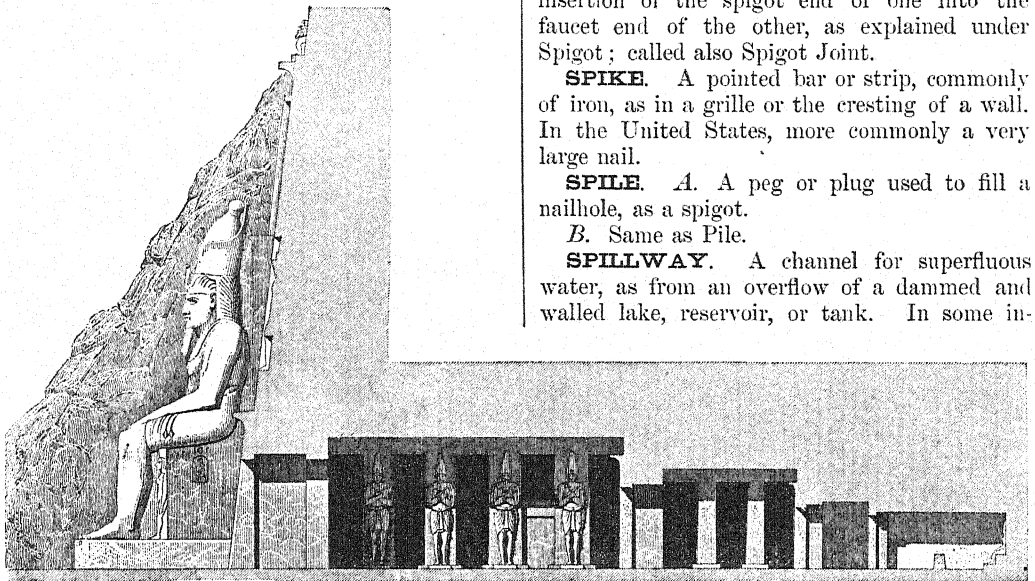 insertion of the spigot end of one into the
faucet end of the other, as explained under
Spigot; called also Spigot Joint.
SPIKE. A pointed bar or strip, commonly
of iron, as in a grille or the cresting of a wall.
In the United States, more commonly a very
large nail.
SPILE. A. A peg or plug used to fill a
nailhole, as a spigot.
B. Same as Pile.
SPILLWAY. A channel for superfluous
water, as from an overflow of a dammed and
walled lake, reservoir, or tank. In some in-